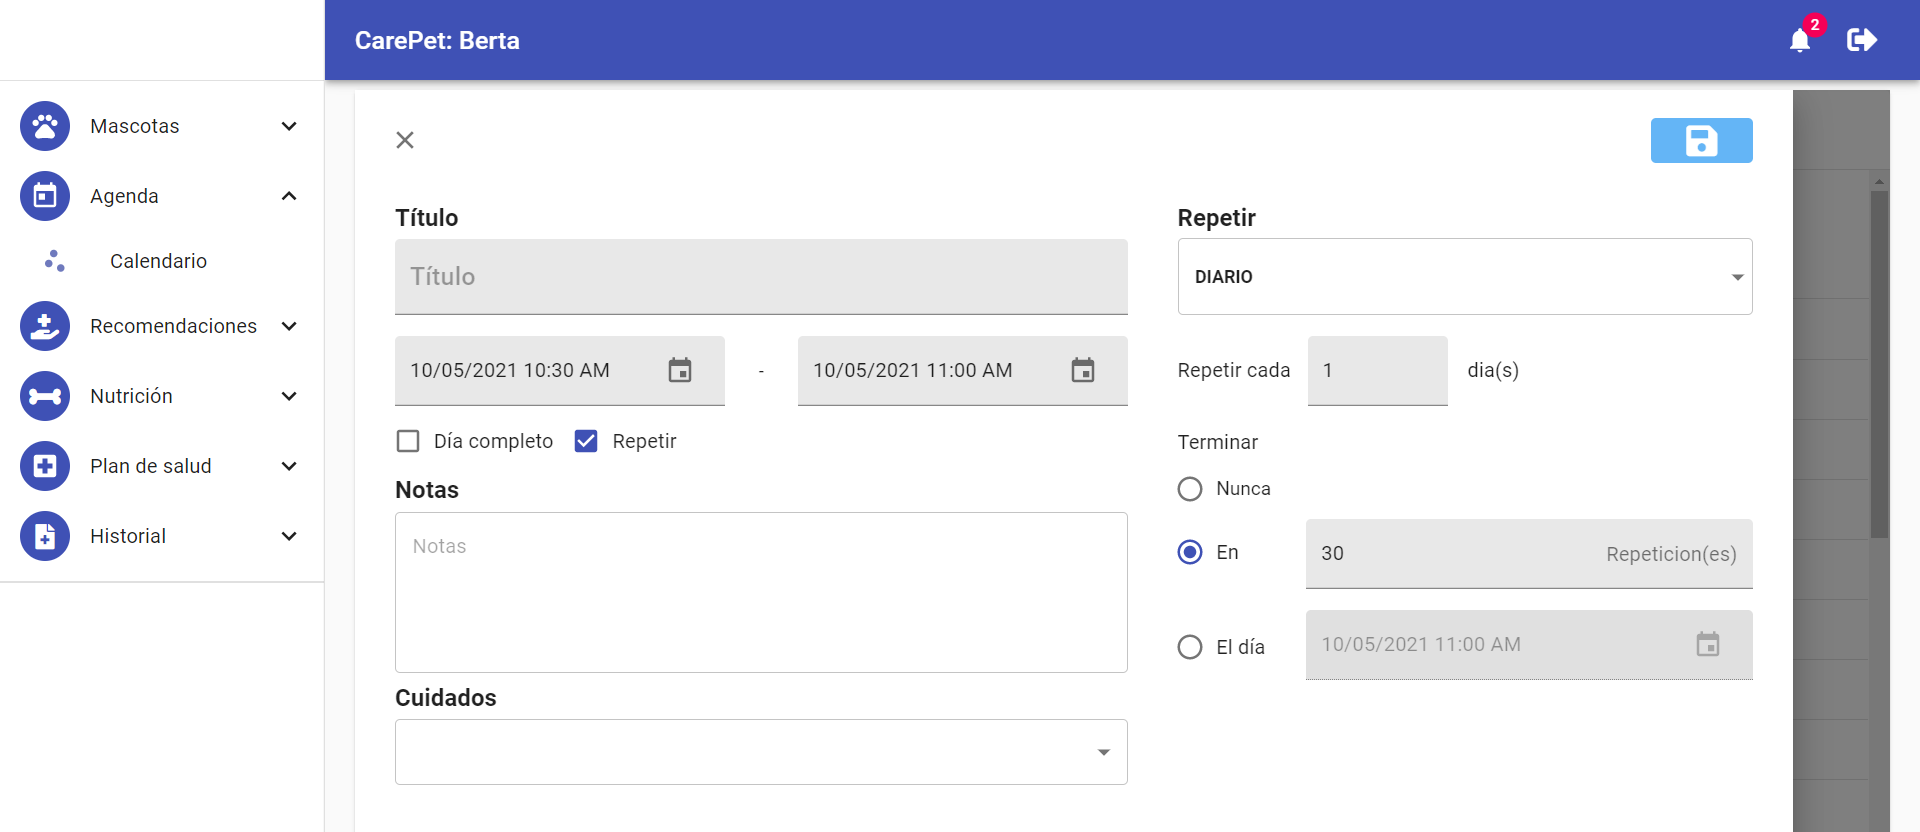 CarePet: Berta
2
Mascotas
Agenda
Calendario
Recomendaciones
Nutrición
Plan de salud
Historial
Título
Título
10/05/2021 10:30 AM - 10/05/2021 11:00 AM
Día completo Repetir
Notas
Notas
Cuidados
Repetir
DIARIO
Repetir cada 1 dia(s)
Terminar
Nunca
En 30 Repeticion(es)
El día 10/05/2021 11:00 AM